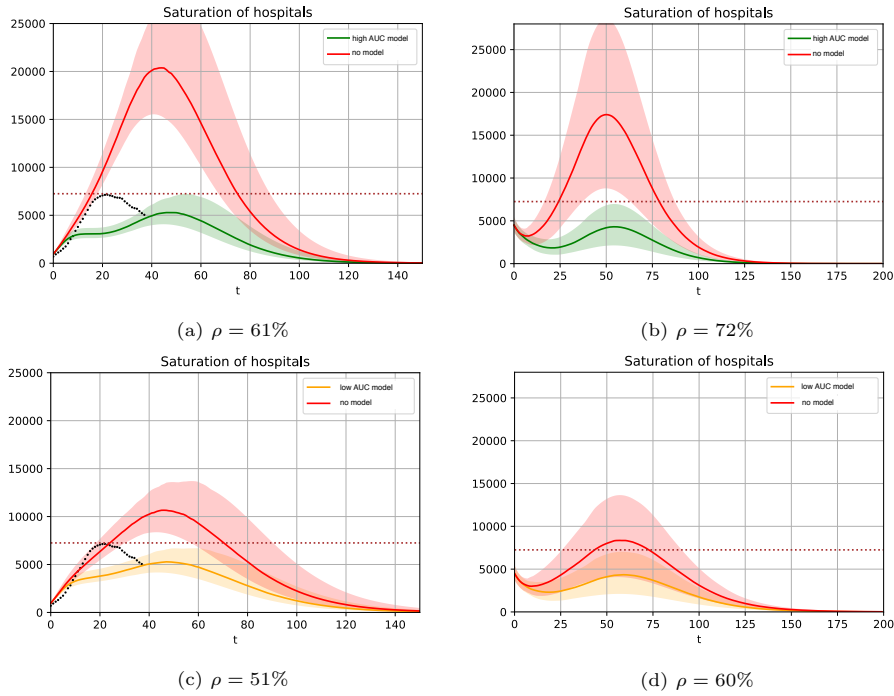 Saturation of hospitals
25000
20000
15000
10000
5000
0
0 20 40 60 80 100 120 140
t
high AUC model
no model
(a) ρ = 61%
Saturation of hospitals
25000
20000
15000
10000
5000
0
0 25 50 75 100 125 150 175 200
t
high AUC model
no model
(b) ρ = 72%
Saturation of hospitals
25000
20000
15000
10000
5000
0
0 20 40 60 80 100 120 140
t
low AUC model
no model
(c) ρ = 51%
Saturation of hospitals
25000
20000
15000
10000
5000
0
0 25 50 75 100 125 150 175 200
t
low AUC model
no model
(d) ρ = 60%